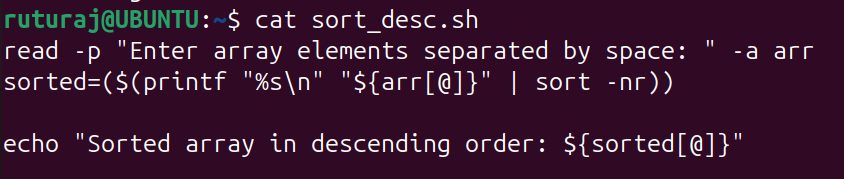 ruturaj@UBUNTU:~$ cat sort_desc.sh
read -p "Enter array elements separated by space: " -a arr
sorted=($(printf "%s\n" "${arr[@]}" | sort -nr))
echo "Sorted array in descending order: ${sorted[@]}"